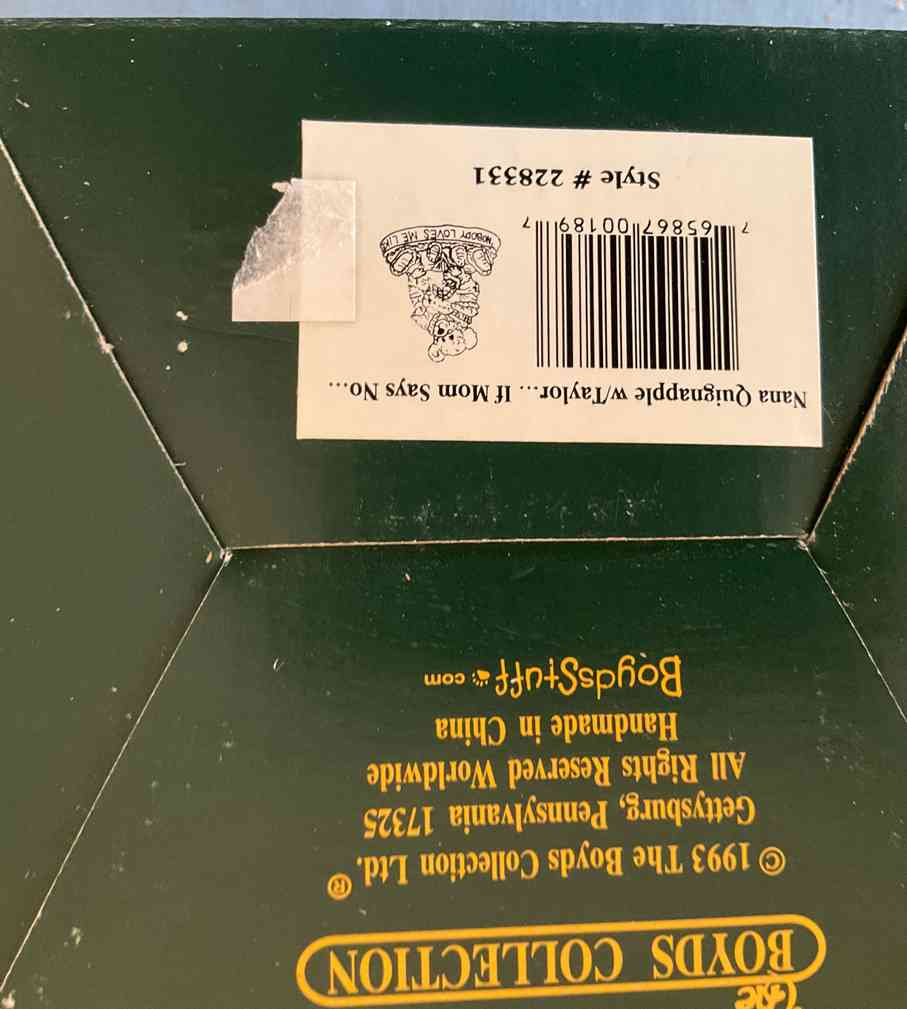 The
BOYDS COLLECTION
© 1993 The Boyds Collection Ltd. ®
Gettysburg, Pennsylvania 17325
All Rights Reserved Worldwide
Handmade in China
BoydsStuff.com
Nana Quignapple w/Taylor... If Mom Says No...
7 65867 00189 7
"NOBODY LOVES ME LIK
Style # 228331